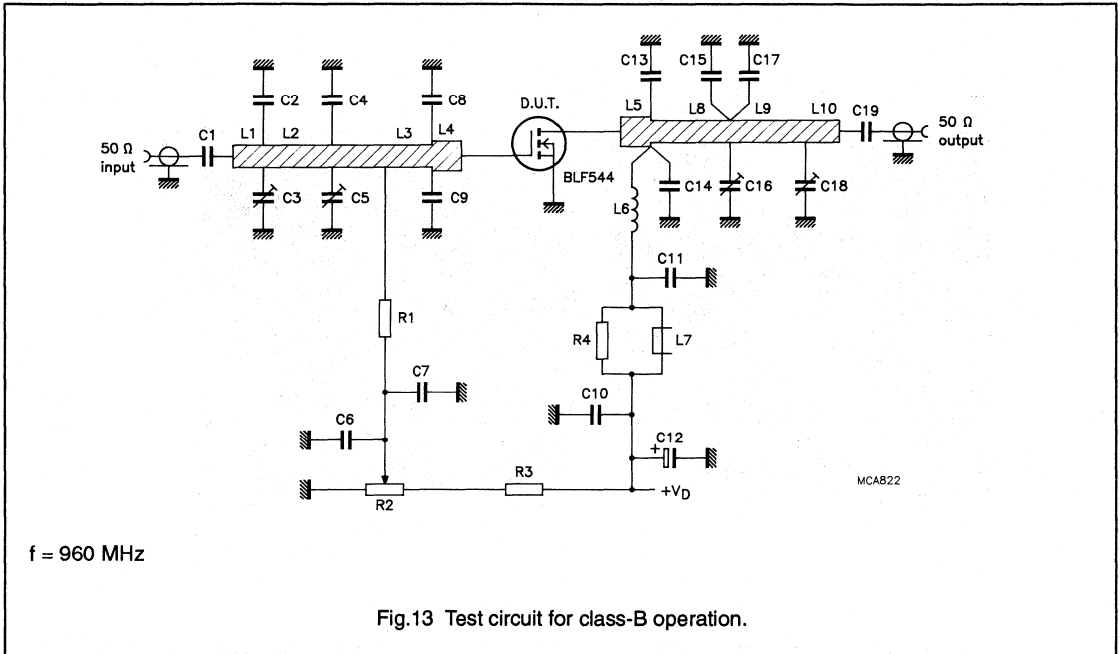 C13 C15 C17
C2 C4 C8
D.U.T.
L5 L8 L9 L10 C19
C1 L1 L2 L3 L4
50 Ω
input
50 Ω
output
BLF544
C3 C5 C9
L6 C14 C16 C18
C11
R1
R4 L7
C7
C10
C6
C12
+
R3
R2
+VD
MCA822
f = 960 MHz
Fig.13 Test circuit for class-B operation.